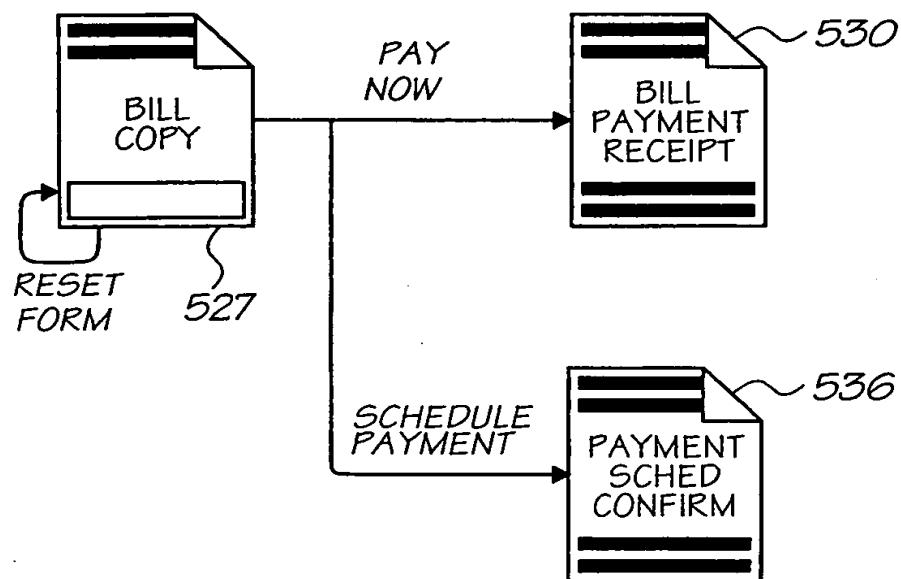 BILL
COPY
PAY
NOW
BILL
PAYMENT
RECEIPT
530
RESET
FORM
527
SCHEDULE
PAYMENT
PAYMENT
SCHED
CONFIRM
536